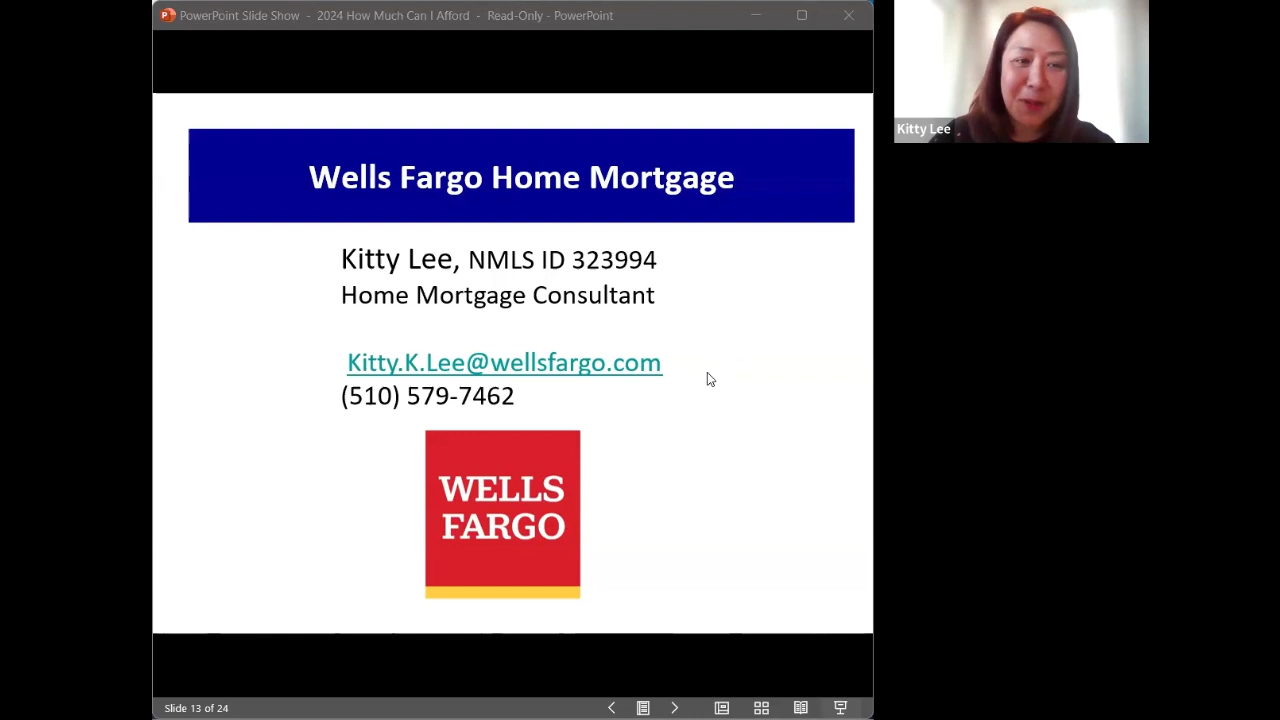 PowerPoint Slide Show - 2024 How Much Can I Afford - Read-Only - PowerPoint
Kitty Lee
Wells Fargo Home Mortgage
Kitty Lee, NMLS ID 323994
Home Mortgage Consultant
Kitty.K.Lee@wellsfargo.com
(510) 579-7462
WELLS
FARGO
Slide 13 of 24